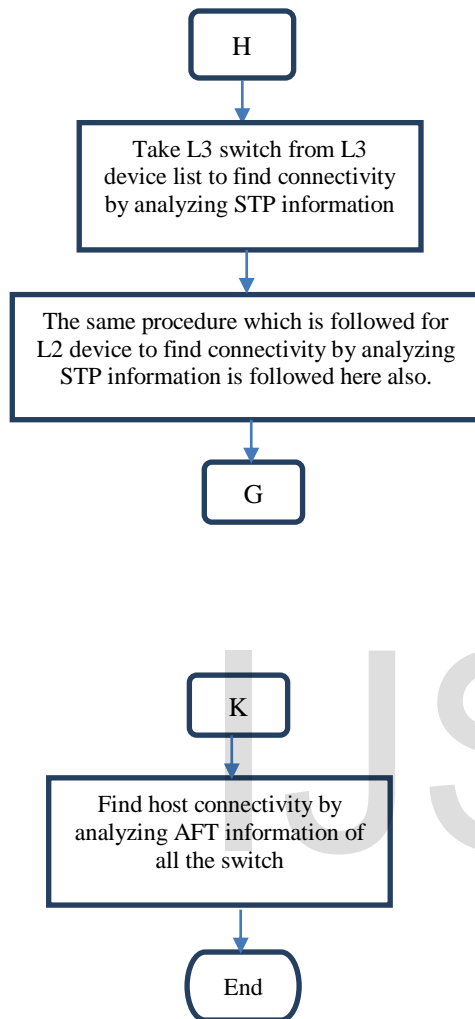 H
Take L3 switch from L3
device list to find connectivity
by analyzing STP information
The same procedure which is followed for
L2 device to find connectivity by analyzing
STP information is followed here also.
G
IJS
K
Find host connectivity by
analyzing AFT information of
all the switch
End